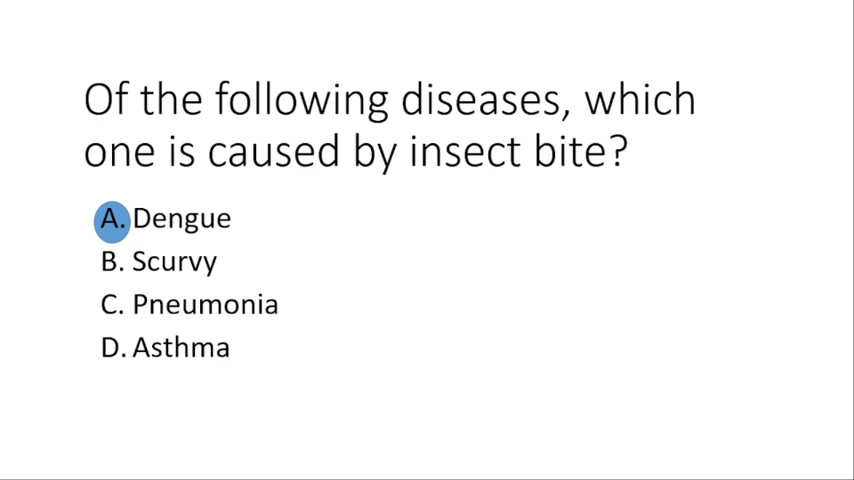 Of the following diseases, which
one is caused by insect bite?
A. Dengue
B. Scurvy
C. Pneumonia
D. Asthma